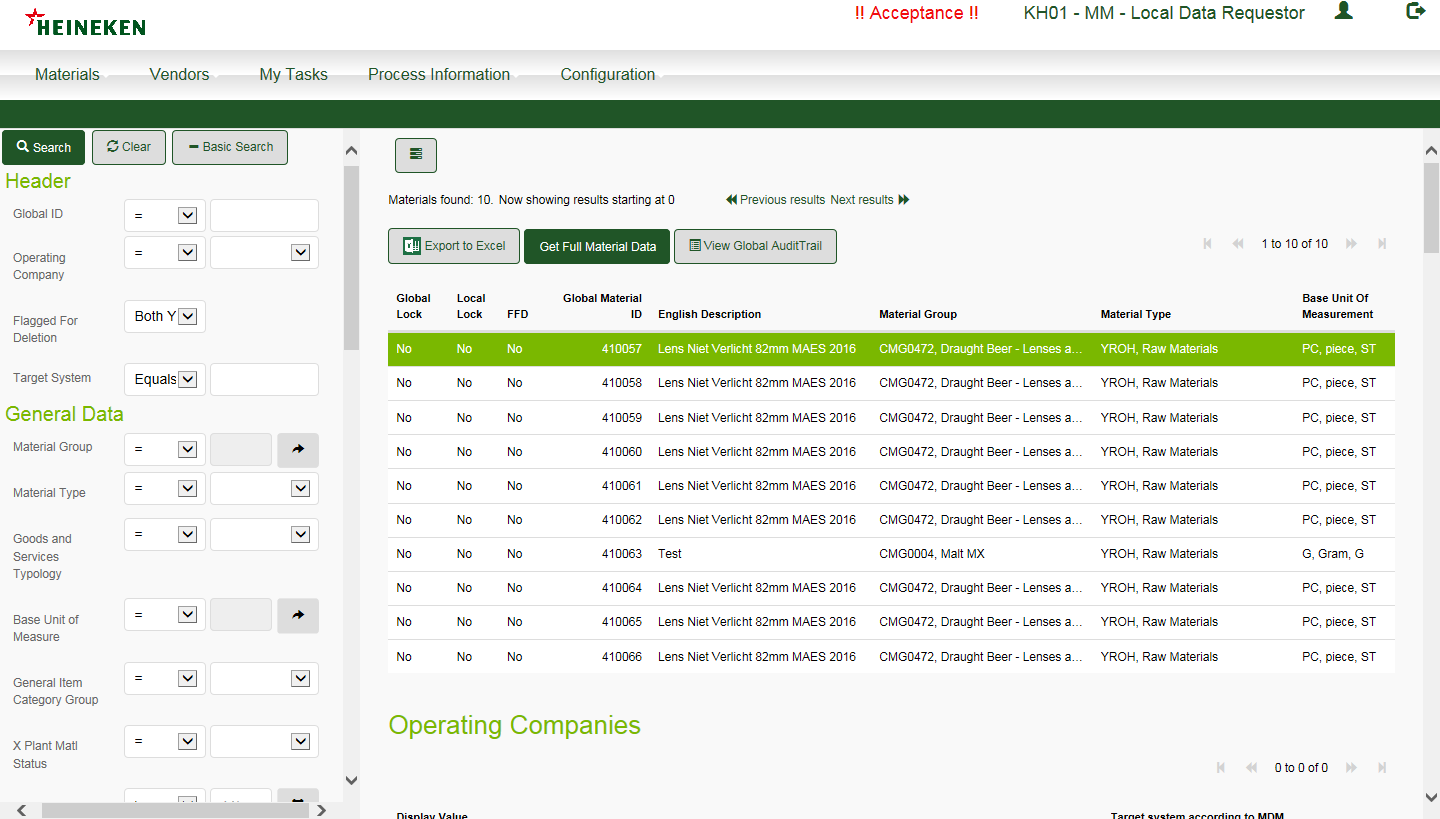 HEINEKEN
!! Acceptance !! KH01 - MM - Local Data Requestor
Materials Vendors My Tasks Process Information Configuration
Search Clear Basic Search
Header
Global ID =
Operating Company =
Flagged For Deletion Both Y
Target System Equals
General Data
Material Group =
Material Type =
Goods and Services Typology =
Base Unit of Measure =
General Item Category Group =
X Plant Matl Status =
Materials found: 10. Now showing results starting at 0 Previous results Next results
Export to Excel Get Full Material Data View Global AuditTrail 1 to 10 of 10
Global Lock Local Lock FFD Global Material ID English Description Material Group Material Type Base Unit Of Measurement
No No No 410057 Lens Niet Verlicht 82mm MAES 2016 CMG0472, Draught Beer - Lenses a... YROH, Raw Materials PC, piece, ST
No No No 410058 Lens Niet Verlicht 82mm MAES 2016 CMG0472, Draught Beer - Lenses a... YROH, Raw Materials PC, piece, ST
No No No 410059 Lens Niet Verlicht 82mm MAES 2016 CMG0472, Draught Beer - Lenses a... YROH, Raw Materials PC, piece, ST
No No No 410060 Lens Niet Verlicht 82mm MAES 2016 CMG0472, Draught Beer - Lenses a... YROH, Raw Materials PC, piece, ST
No No No 410061 Lens Niet Verlicht 82mm MAES 2016 CMG0472, Draught Beer - Lenses a... YROH, Raw Materials PC, piece, ST
No No No 410062 Lens Niet Verlicht 82mm MAES 2016 CMG0472, Draught Beer - Lenses a... YROH, Raw Materials PC, piece, ST
No No No 410063 Test CMG0004, Malt MX YROH, Raw Materials G, Gram, G
No No No 410064 Lens Niet Verlicht 82mm MAES 2016 CMG0472, Draught Beer - Lenses a... YROH, Raw Materials PC, piece, ST
No No No 410065 Lens Niet Verlicht 82mm MAES 2016 CMG0472, Draught Beer - Lenses a... YROH, Raw Materials PC, piece, ST
No No No 410066 Lens Niet Verlicht 82mm MAES 2016 CMG0472, Draught Beer - Lenses a... YROH, Raw Materials PC, piece, ST
Operating Companies
0 to 0 of 0
Display Value Target system according to MDM